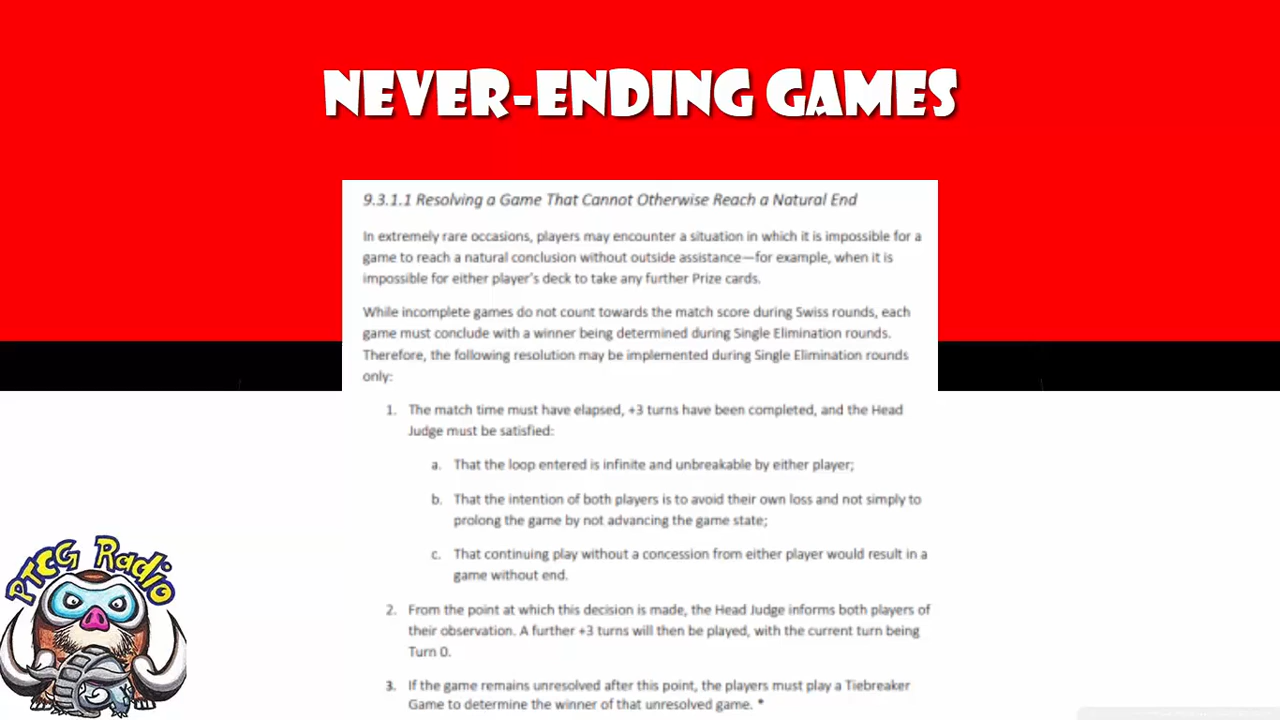 NEVER-ENDING GAMES
9.3.1.1 Resolving a Game That Cannot Otherwise Reach a Natural End
In extremely rare occasions, players may encounter a situation in which it is impossible for a
game to reach a natural conclusion without outside assistance—for example, when it is
impossible for either player's deck to take any further Prize cards.
While incomplete games do not count towards the match score during Swiss rounds, each
game must conclude with a winner being determined during Single Elimination rounds.
Therefore, the following resolution may be implemented during Single Elimination rounds
only:
1. The match time must have elapsed, +3 turns have been completed, and the Head
Judge must be satisfied:
a. That the loop entered is infinite and unbreakable by either player;
b. That the intention of both players is to avoid their own loss and not simply to
prolong the game by not advancing the game state;
c. That continuing play without a concession from either player would result in a
game without end.
2. From the point at which this decision is made, the Head Judge informs both players of
their observation. A further +3 turns will then be played, with the current turn being
Turn 0.
3. If the game remains unresolved after this point, the players must play a Tiebreaker
Game to determine the winner of that unresolved game. *
PTCG Radio